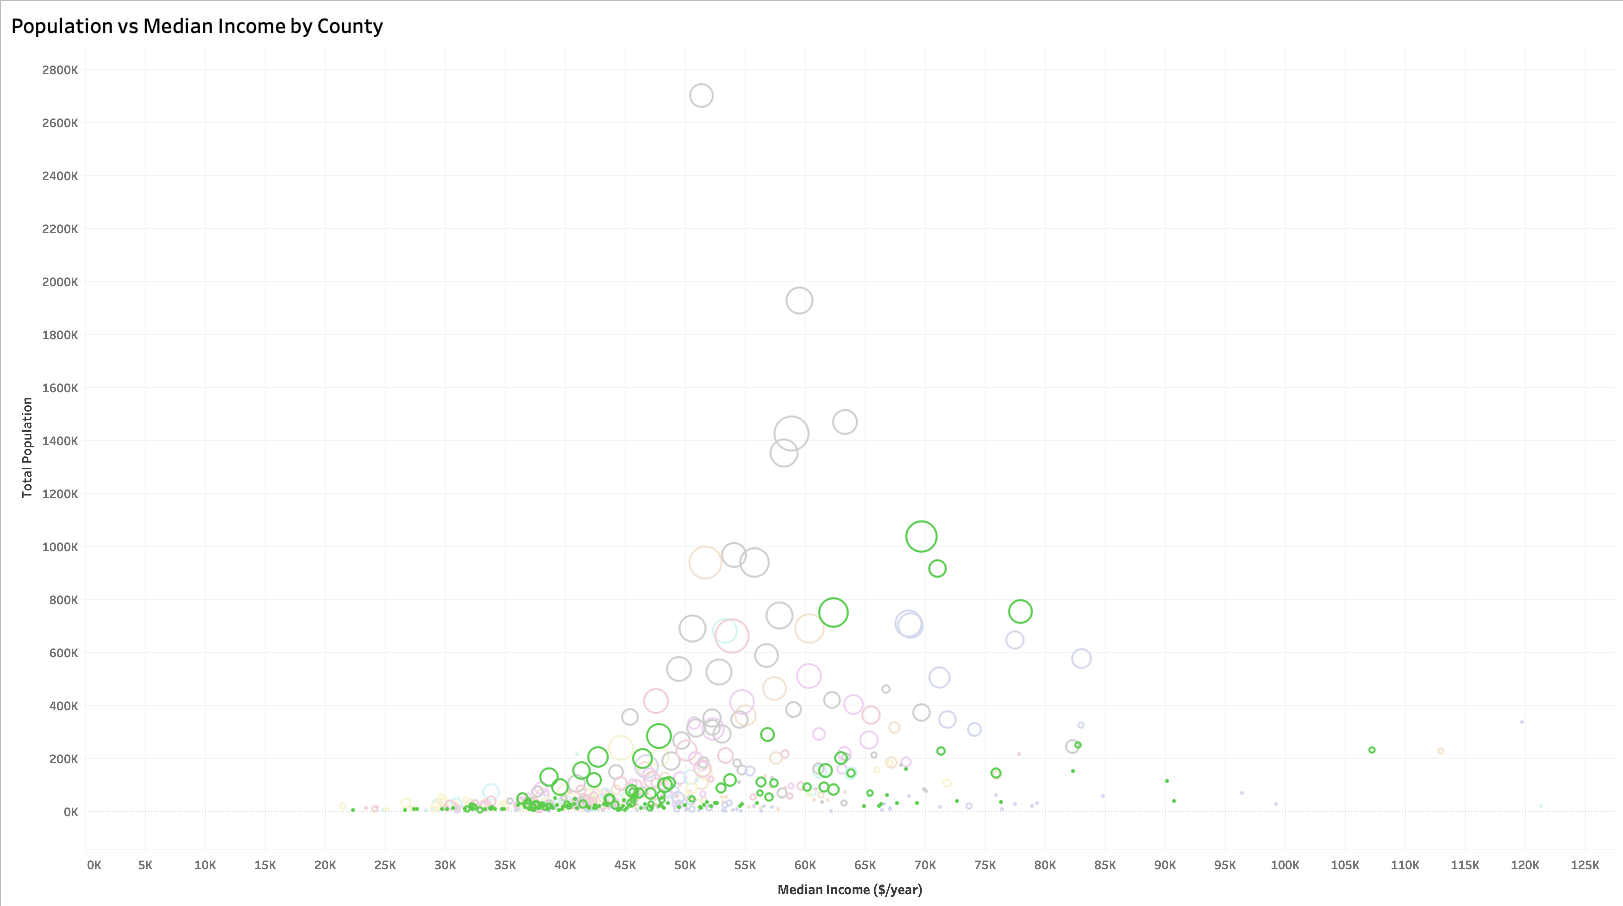 Population vs Median Income by County
2800K
2600K
2400K
2200K
2000K
1800K
1600K
1400K
1200K
1000K
800K
600K
400K
200K
0K
Total Population
0K 5K 10K 15K 20K 25K 30K 35K 40K 45K 50K 55K 60K 65K 70K 75K 80K 85K 90K 95K 100K 105K 110K 115K 120K 125K
Median Income ($/year)